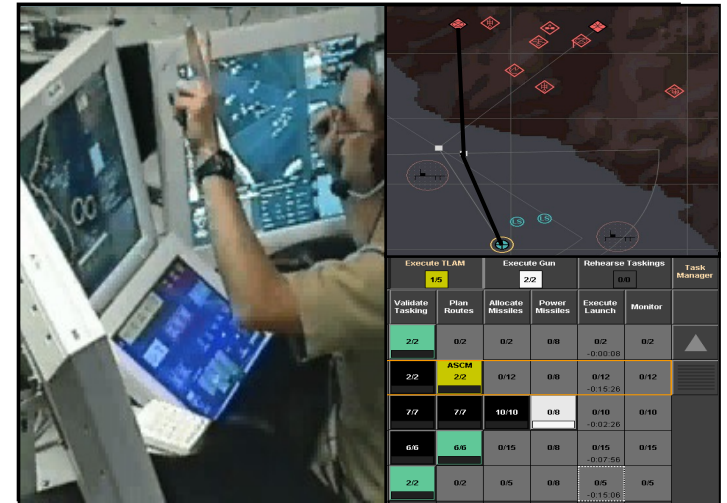 LS
LS
Execute TLAM
1/5
Execute Gun
2/2
Rehearse Taskings
0/0
Task Manager
Validate Tasking
Plan Routes
Allocate Missiles
Power Missiles
Execute Launch
Monitor
2/2 0/2 0/2 0/8 0/2 0/2
-0:00:08
ASCM
2/2 2/2 0/12 0/8 0/12 0/12
-0:15:26
7/7 7/7 10/10 0/8 0/10 0/10
-0:02:26
6/6 6/6 0/15 0/8 0/15 0/15
-0:07:56
2/2 0/2 0/5 0/8 0/5 0/5
-0:15:06